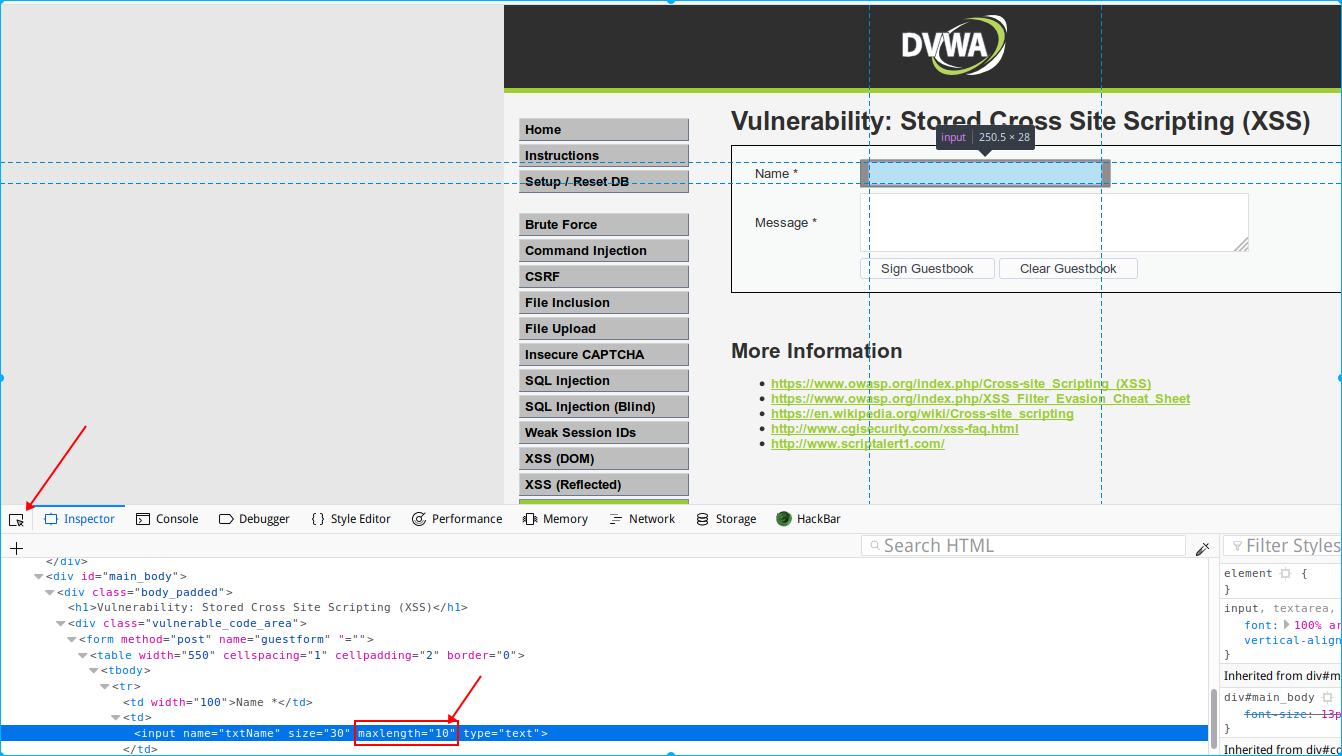 DVWA
Home
Instructions
Setup / Reset DB
Brute Force
Command Injection
CSRF
File Inclusion
File Upload
Insecure CAPTCHA
SQL Injection
SQL Injection (Blind)
Weak Session IDs
XSS (DOM)
XSS (Reflected)
Vulnerability: Stored Cross Site Scripting (XSS)
input 250.5 × 28
Name *
Message *
Sign Guestbook Clear Guestbook
More Information
https://www.owasp.org/index.php/Cross-site_Scripting_(XSS)
https://www.owasp.org/index.php/XSS_Filter_Evasion_Cheat_Sheet
https://en.wikipedia.org/wiki/Cross-site_scripting
http://www.cgisecurity.com/xss-faq.html
http://www.scriptalert1.com/
Inspector Console Debugger { } Style Editor Performance Memory Network Storage HackBar
+ Search HTML Filter Styles
</div>
<div id="main_body">
<div class="body_padded">
<h1>Vulnerability: Stored Cross Site Scripting (XSS)</h1>
<div class="vulnerable_code_area">
<form method="post" name="guestform" "="">
<table width="550" cellspacing="1" cellpadding="2" border="0">
<tbody>
<tr>
<td width="100">Name *</td>
<td>
<input name="txtName" size="30" maxlength="10" type="text">
</td>
element {
}
input, textarea,
font: 100% ar
vertical-align
}
Inherited from div#m
div#main_body
font-size: 13p
}
Inherited from div#co